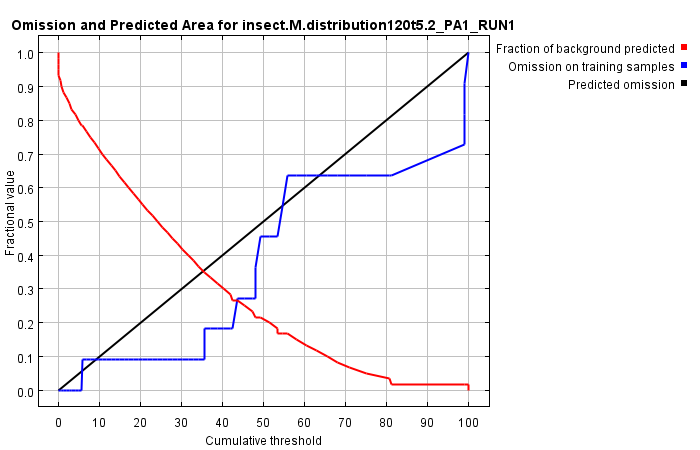 Omission and Predicted Area for insect.M.distribution120t5.2_PA1_RUN1
Fraction of background predicted
Omission on training samples
Predicted omission
Fractional value
1.0
0.9
0.8
0.7
0.6
0.5
0.4
0.3
0.2
0.1
0.0
0 10 20 30 40 50 60 70 80 90 100
Cumulative threshold